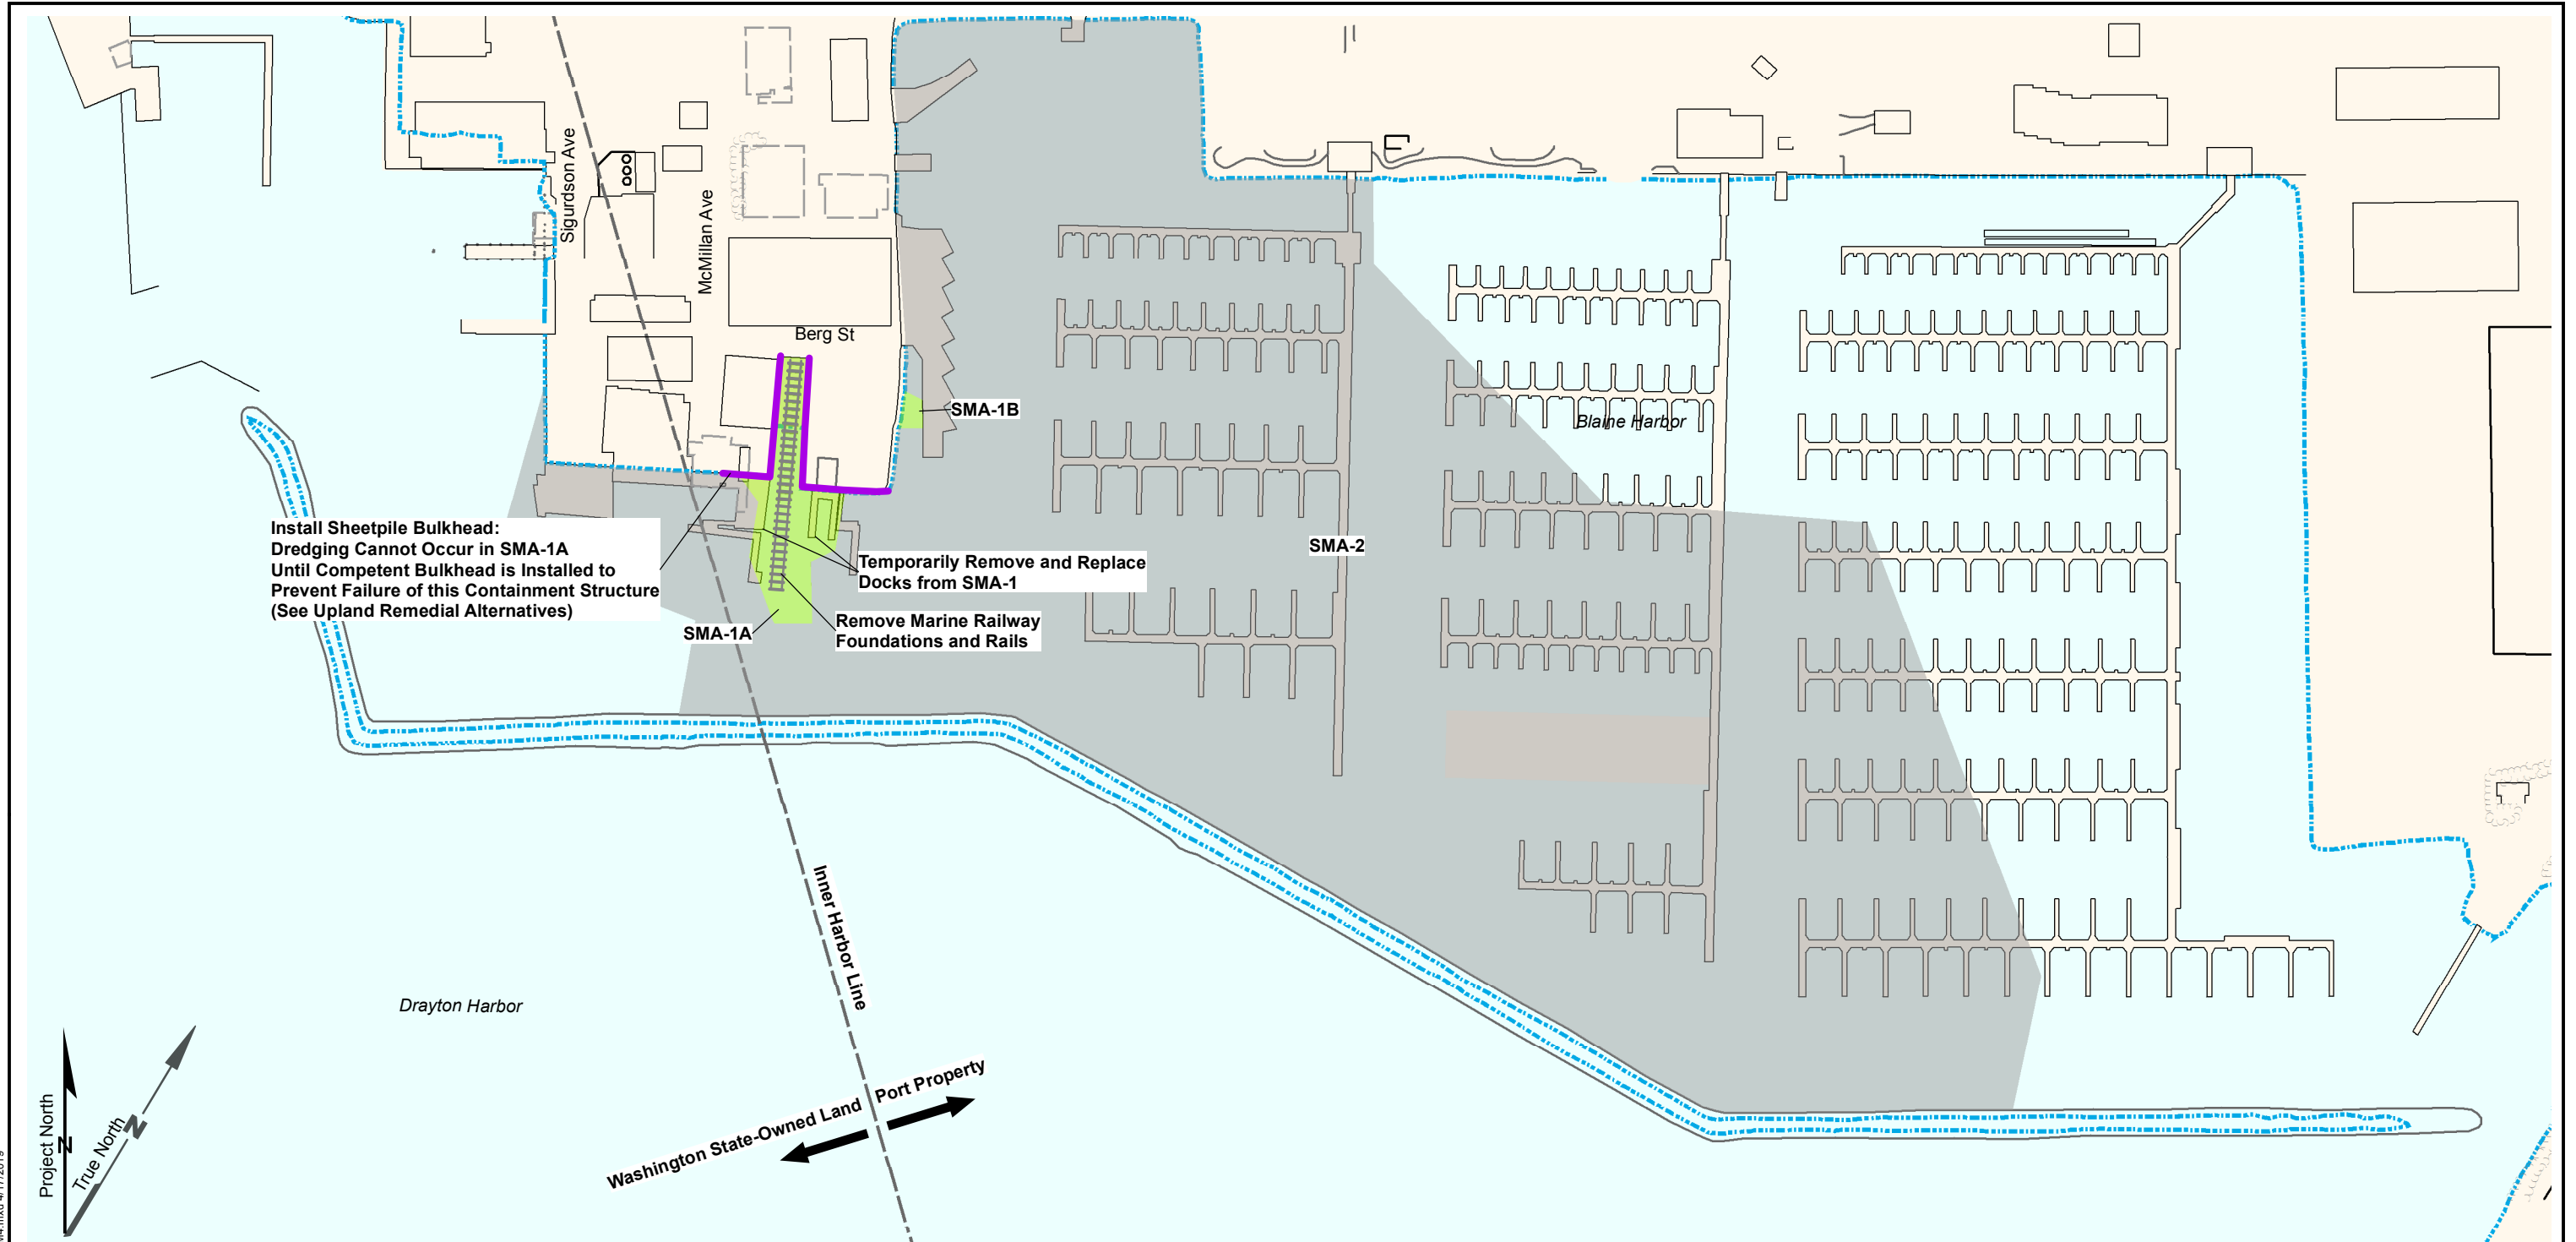 Sigurdson Ave
McMillan Ave
Berg St
SMA-1B
Blaine Harbor
Install Sheetpile Bulkhead:
Dredging Cannot Occur in SMA-1A
Until Competent Bulkhead is Installed to
Prevent Failure of this Containment Structure
(See Upland Remedial Alternatives)
SMA-2
Temporarily Remove and Replace
Docks from SMA-1
Remove Marine Railway
Foundations and Rails
SMA-1A
Inner Harbor Line
Drayton Harbor
Washington State-Owned Land
Port Property
Project North
N
True North
N